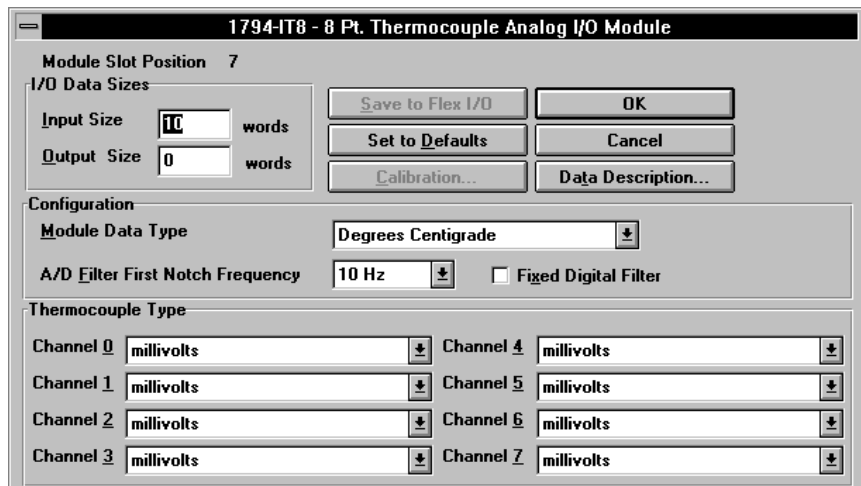 1794-IT8 - 8 Pt. Thermocouple Analog I/O Module
Module Slot Position 7
I/O Data Sizes
Input Size 10 words
Output Size 0 words
Save to Flex I/O
OK
Set to Defaults
Cancel
Calibration...
Data Description...
Configuration
Module Data Type Degrees Centigrade
A/D Filter First Notch Frequency 10 Hz Fixed Digital Filter
Thermocouple Type
Channel 0 millivolts Channel 4 millivolts
Channel 1 millivolts Channel 5 millivolts
Channel 2 millivolts Channel 6 millivolts
Channel 3 millivolts Channel 7 millivolts